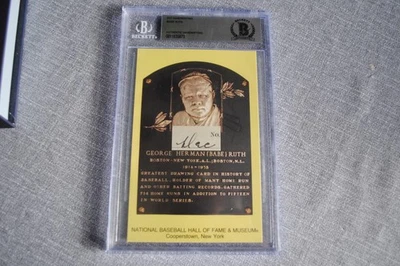 BECKETT
BECKETT
GEORGE HERMAN (BABE) RUTH
BOSTON-NEW YORK, A.L.; BOSTON, N.L.
GREATEST DRAWING CARD IN HISTORY OF
BASEBALL. HOLDER OF MANY HOME RUN
AND OTHER BATTING RECORDS. GATHERED
714 HOME RUNS IN ADDITION TO FIFTEEN
IN WORLD SERIES.
NATIONAL BASEBALL HALL OF FAME & MUSEUM
Cooperstown, New York